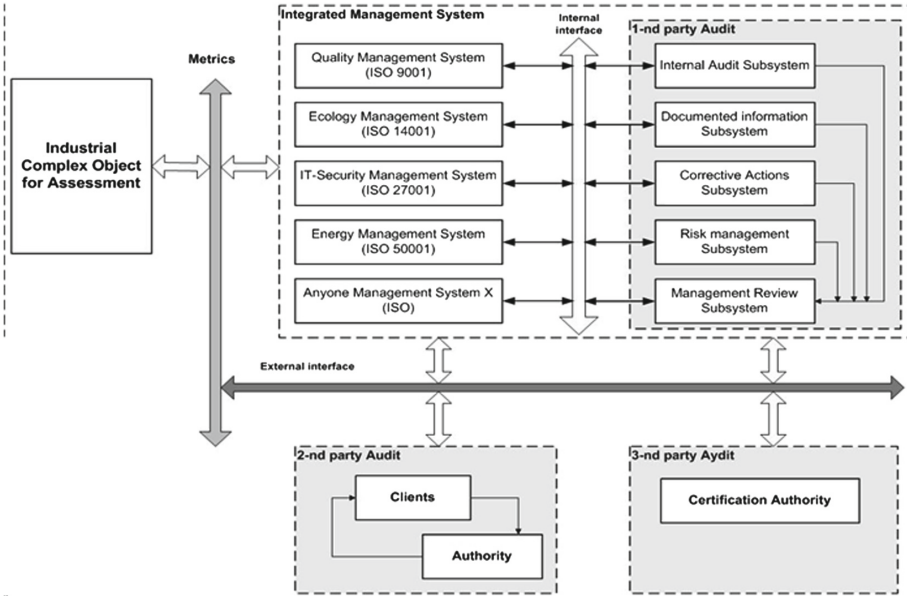 Integrated Management System
Internal
interface
1-nd party Audit
Metrics
Industrial
Complex Object
for Assessment
Quality Management System
(ISO 9001)
Internal Audit Subsystem
Ecology Management System
(ISO 14001)
Documented information
Subsystem
IT-Security Management System
(ISO 27001)
Corrective Actions
Subsystem
Energy Management System
(ISO 50001)
Risk management
Subsystem
Anyone Management System X
(ISO)
Management Review
Subsystem
External interface
2-nd party Audit
Clients
Authority
3-nd party Aydit
Certification Authority